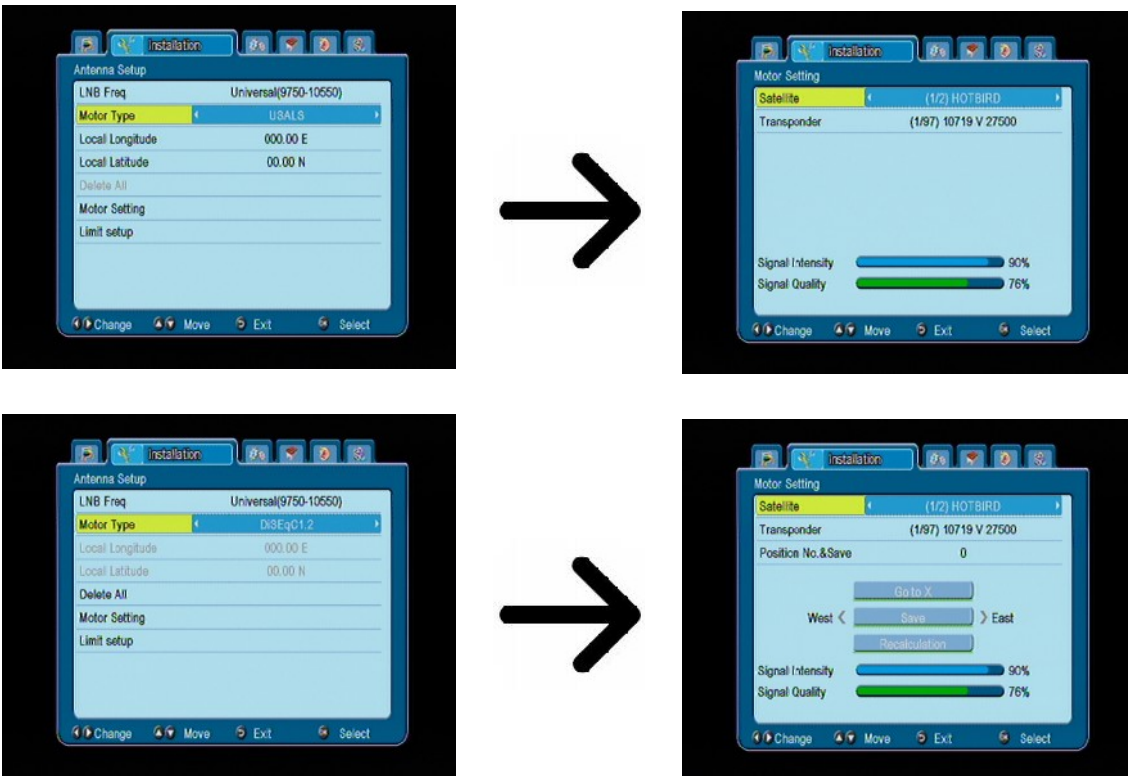 Installation
Antenna Setup
LNB Freq Universal(9750-10550)
Motor Type USALS
Local Longitude 000.00 E
Local Latitude 00.00 N
Delete All
Motor Setting
Limit setup
Change Move Exit Select
Installation
Motor Setting
Satellite (1/2) HOTBIRD
Transponder (1/97) 10719 V 27500
Signal Intensity 90%
Signal Quality 76%
Change Move Exit Select
Installation
Antenna Setup
LNB Freq Universal(9750-10550)
Motor Type DiSEqC1.2
Local Longitude 000.00 E
Local Latitude 00.00 N
Delete All
Motor Setting
Limit setup
Change Move Exit Select
Installation
Motor Setting
Satellite (1/2) HOTBIRD
Transponder (1/97) 10719 V 27500
Position No.&Save 0
Go to X
West Save East
Recalculation
Signal Intensity 90%
Signal Quality 76%
Change Move Exit Select